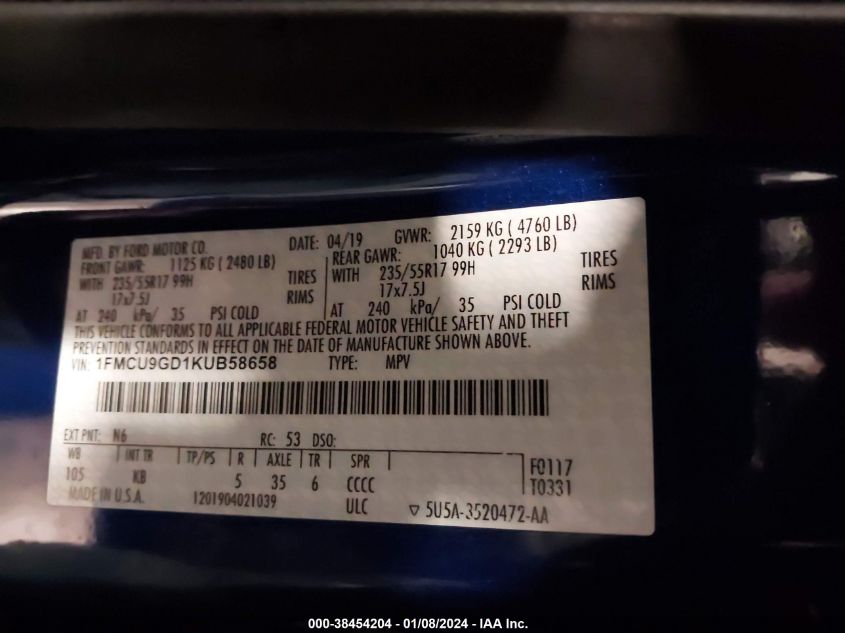 MFD. BY FORD MOTOR CO. DATE: 04/19 GVWR: 2159 KG ( 4760 LB)
FRONT GAWR: 1125 KG ( 2480 LB) REAR GAWR: 1040 KG ( 2293 LB)
WITH 235/55R17 99H TIRES WITH 235/55R17 99H TIRES
17x7.5J RIMS 17x7.5J RIMS
AT 240 kPa/ 35 PSI COLD AT 240 kPa/ 35 PSI COLD
THIS VEHICLE CONFORMS TO ALL APPLICABLE FEDERAL MOTOR VEHICLE SAFETY AND THEFT
PREVENTION STANDARDS IN EFFECT ON THE DATE OF MANUFACTURE SHOWN ABOVE.
VIN: 1FMCU9GD1KUB58658 TYPE: MPV
EXT PNT: N6 RC: 53 DSO:
WB INT TR TP/PS R AXLE TR SPR F0117
105 KB 5 35 6 CCCC T0331
MADE IN U.S.A. 1201904021039 ULC ▽ 5U5A-3520472-AA
000-38454204 - 01/08/2024 - IAA Inc.